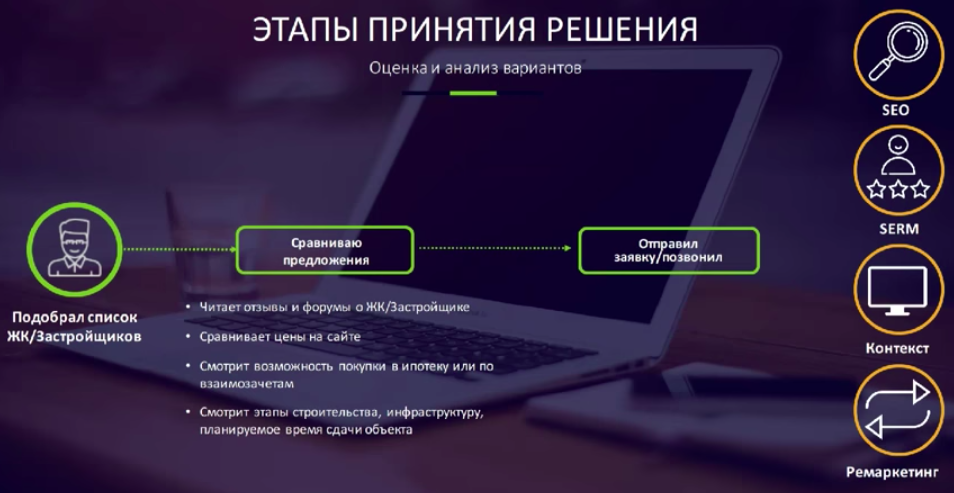 ЭТАПЫ ПРИНЯТИЯ РЕШЕНИЯ
Оценка и анализ вариантов
Подобрал список
ЖК/Застройщиков
Сравниваю
предложения
Отправил
заявку/позвонил
• Читает отзывы и форумы о ЖК/Застройщике
• Сравнивает цены на сайте
• Смотрит возможность покупки в ипотеку или по
взаимозачетам
• Смотрит этапы строительства, инфраструктуру,
планируемое время сдачи объекта
SEO
SERM
Контекст
Ремаркетинг